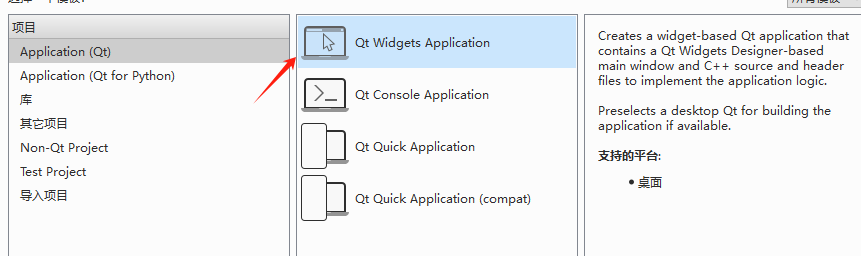 项目
Application (Qt)
Application (Qt for Python)
库
其它项目
Non-Qt Project
Test Project
导入项目
Qt Widgets Application
Qt Console Application
Qt Quick Application
Qt Quick Application (compat)
Creates a widget-based Qt application that
contains a Qt Widgets Designer-based
main window and C++ source and header
files to implement the application logic.
Preselects a desktop Qt for building the
application if available.
支持的平台:
• 桌面